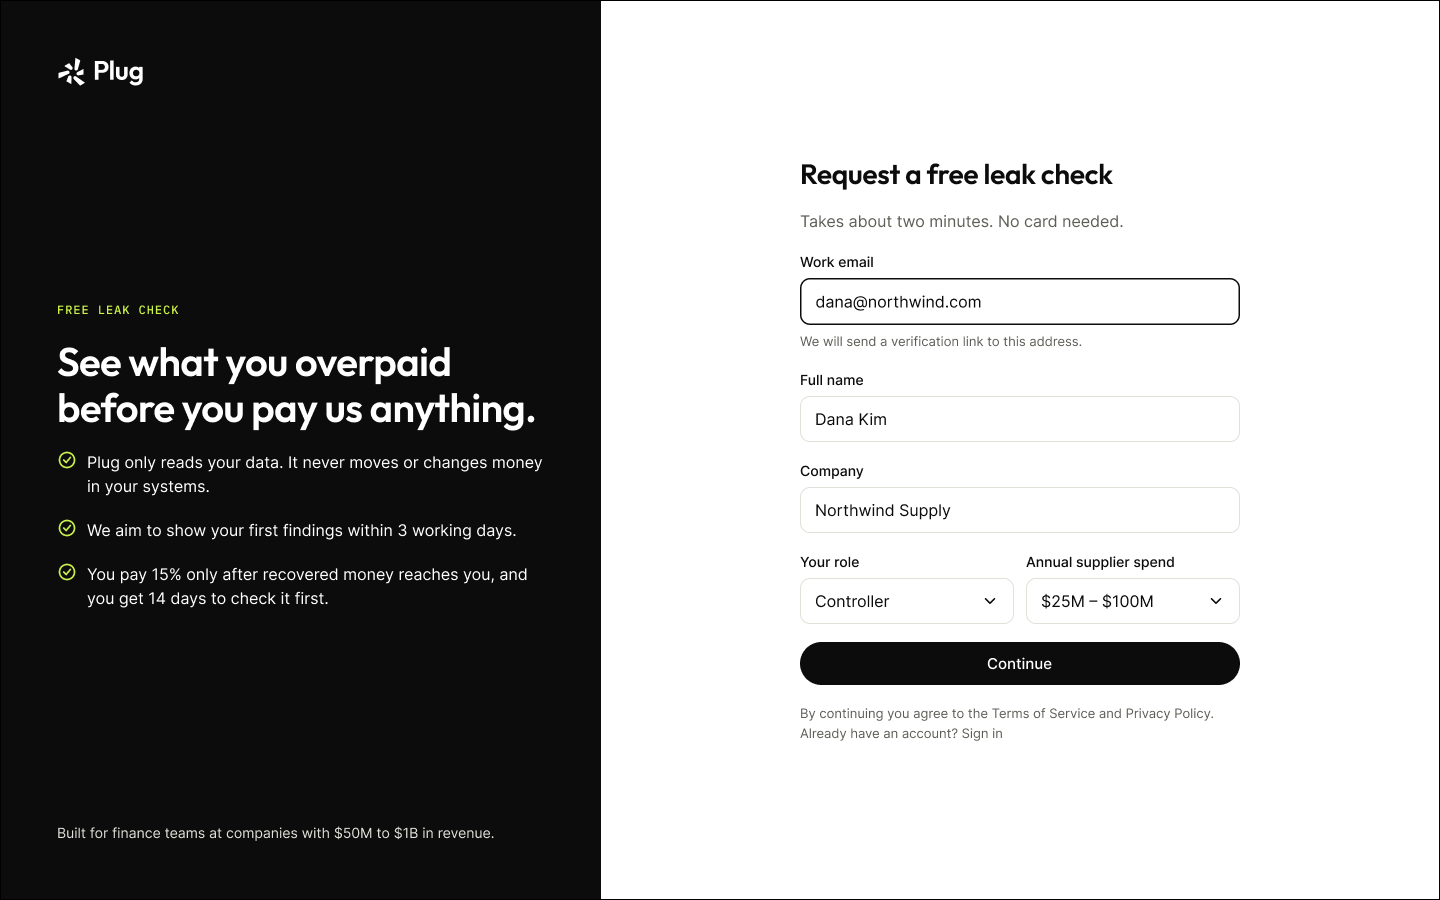 Plug
FREE LEAK CHECK
See what you overpaid
before you pay us anything.
Plug only reads your data. It never moves or changes money
in your systems.
We aim to show your first findings within 3 working days.
You pay 15% only after recovered money reaches you, and
you get 14 days to check it first.
Built for finance teams at companies with $50M to $1B in revenue.
Request a free leak check
Takes about two minutes. No card needed.
Work email
dana@northwind.com
We will send a verification link to this address.
Full name
Dana Kim
Company
Northwind Supply
Your role
Controller
Annual supplier spend
$25M – $100M
Continue
By continuing you agree to the Terms of Service and Privacy Policy.
Already have an account? Sign in